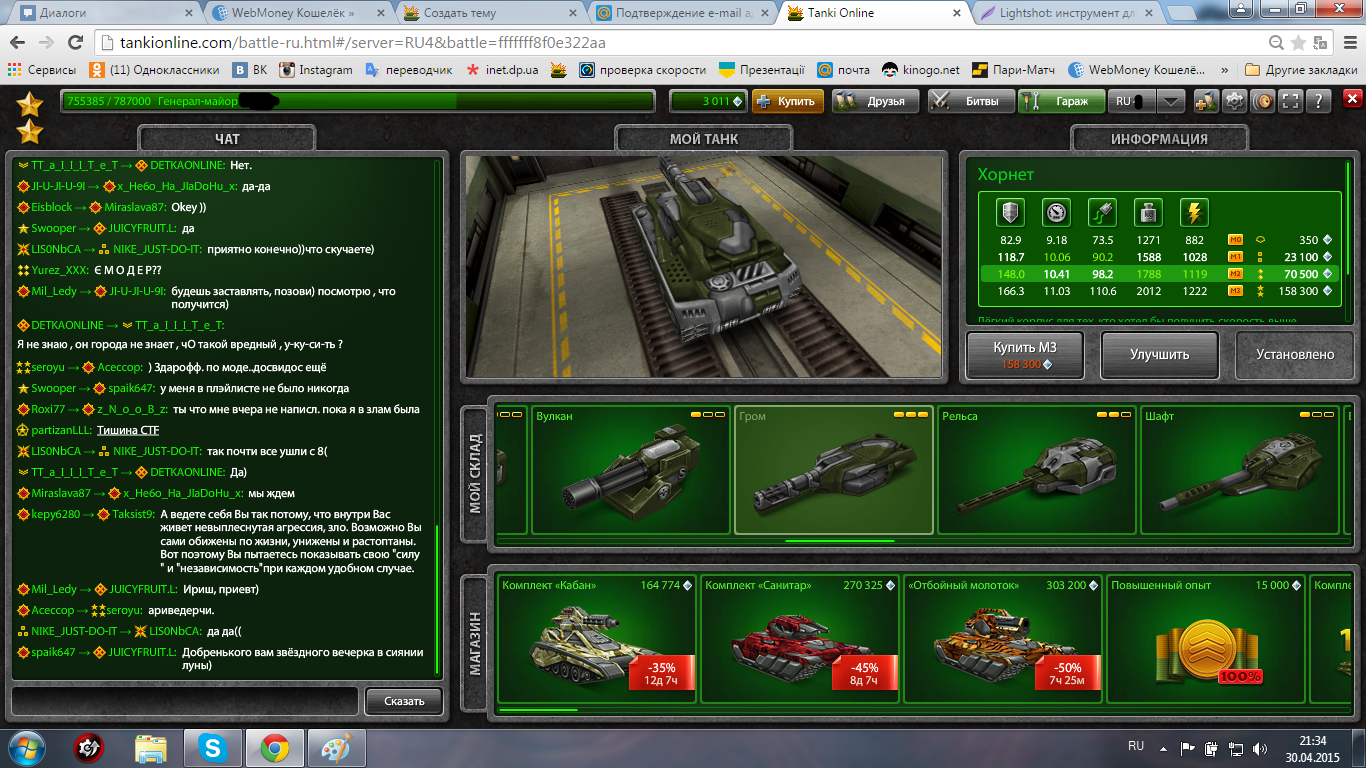 Диалоги
WebMoney Кошелёк »
Создать тему
Подтверждение e-mail а
Tanki Online
Lightshot: инструмент дл
tankionline.com/battle-ru.html#/server=RU4&battle=fffffff8f0e322aa
Сервисы (11) Одноклассники ВК Instagram переводчик inet.dp.ua проверка скорости Презентації почта kinogo.net Пари-Матч WebMoney Кошелё... » Другие закладки
755385 / 787000 Генерал-майор
3 011 Купить Друзья Битвы Гараж RU
ЧАТ
TT_a_I_I_I_T_e_T → DETKAONLINE: Нет.
JI-U-JI-U-9I → x_He6o_Ha_JIaDoHu_x: да-да
Eisblock → Miraslava87: Okey ))
Swooper → JUICYFRUIT.L: да
LIS0NbCA → NIKE_JUST-DO-IT: приятно конечно))что скучаете)
Yurez_XXX: Є М О Д Е Р??
Mil_Ledy → JI-U-JI-U-9I: будешь заставлять, позови) посмотрю , что
получится)
DETKAONLINE → TT_a_I_I_I_T_e_T:
Я не знаю , он города не знает , чО такой вредный , у-ку-си-ть ?
seroyu → Aceccop: ) Здарофф. по моде..досвидос ещё
Swooper → spaik647: у меня в плэйлисте не было никогда
Roxi77 → z_N_o_o_B_z: ты что мне вчера не написл. пока я в злам была
partizanLLL: Тишина CTF
LIS0NbCA → NIKE_JUST-DO-IT: так почти все ушли с 8(
TT_a_I_I_I_T_e_T → DETKAONLINE: Да)
Miraslava87 → x_He6o_Ha_JIaDoHu_x: мы ждем
kepy6280 → Taksist9: А ведете себя Вы так потому, что внутри Вас
живет невыплеснутая агрессия, зло. Возможно Вы
сами обижены по жизни, унижены и растоптаны.
Вот поэтому Вы пытаетесь показывать свою "силу
" и "независимость"при каждом удобном случае.
Mil_Ledy → JUICYFRUIT.L: Ириш, приевт)
Aceccop → seroyu: ариведерчи.
NIKE_JUST-DO-IT → LIS0NbCA: да да((
spaik647 → JUICYFRUIT.L: Добренького вам звёздного вечерка в сиянии
луны)
Сказать
МОЙ ТАНК
ИНФОРМАЦИЯ
Хорнет
82.9 9.18 73.5 1271 882 M0 350
118.7 10.06 90.2 1588 1028 M1 23 100
148.0 10.41 98.2 1788 1119 M2 70 500
166.3 11.03 110.6 2012 1222 M3 158 300
Лёгкий корпус для тех, кто хотел бы получить скорость выше
Купить М3
158 300
Улучшить
Установлено
МОЙ СКЛАД
Вулкан
Гром
Рельса
Шафт
МАГАЗИН
Комплект «Кабан» 164 774
-35%
12д 7ч
Комплект «Санитар» 270 325
-45%
8д 7ч
«Отбойный молоток» 303 200
-50%
7ч 25м
Повышенный опыт 15 000
100%
Компл
RU
21:34
30.04.2015